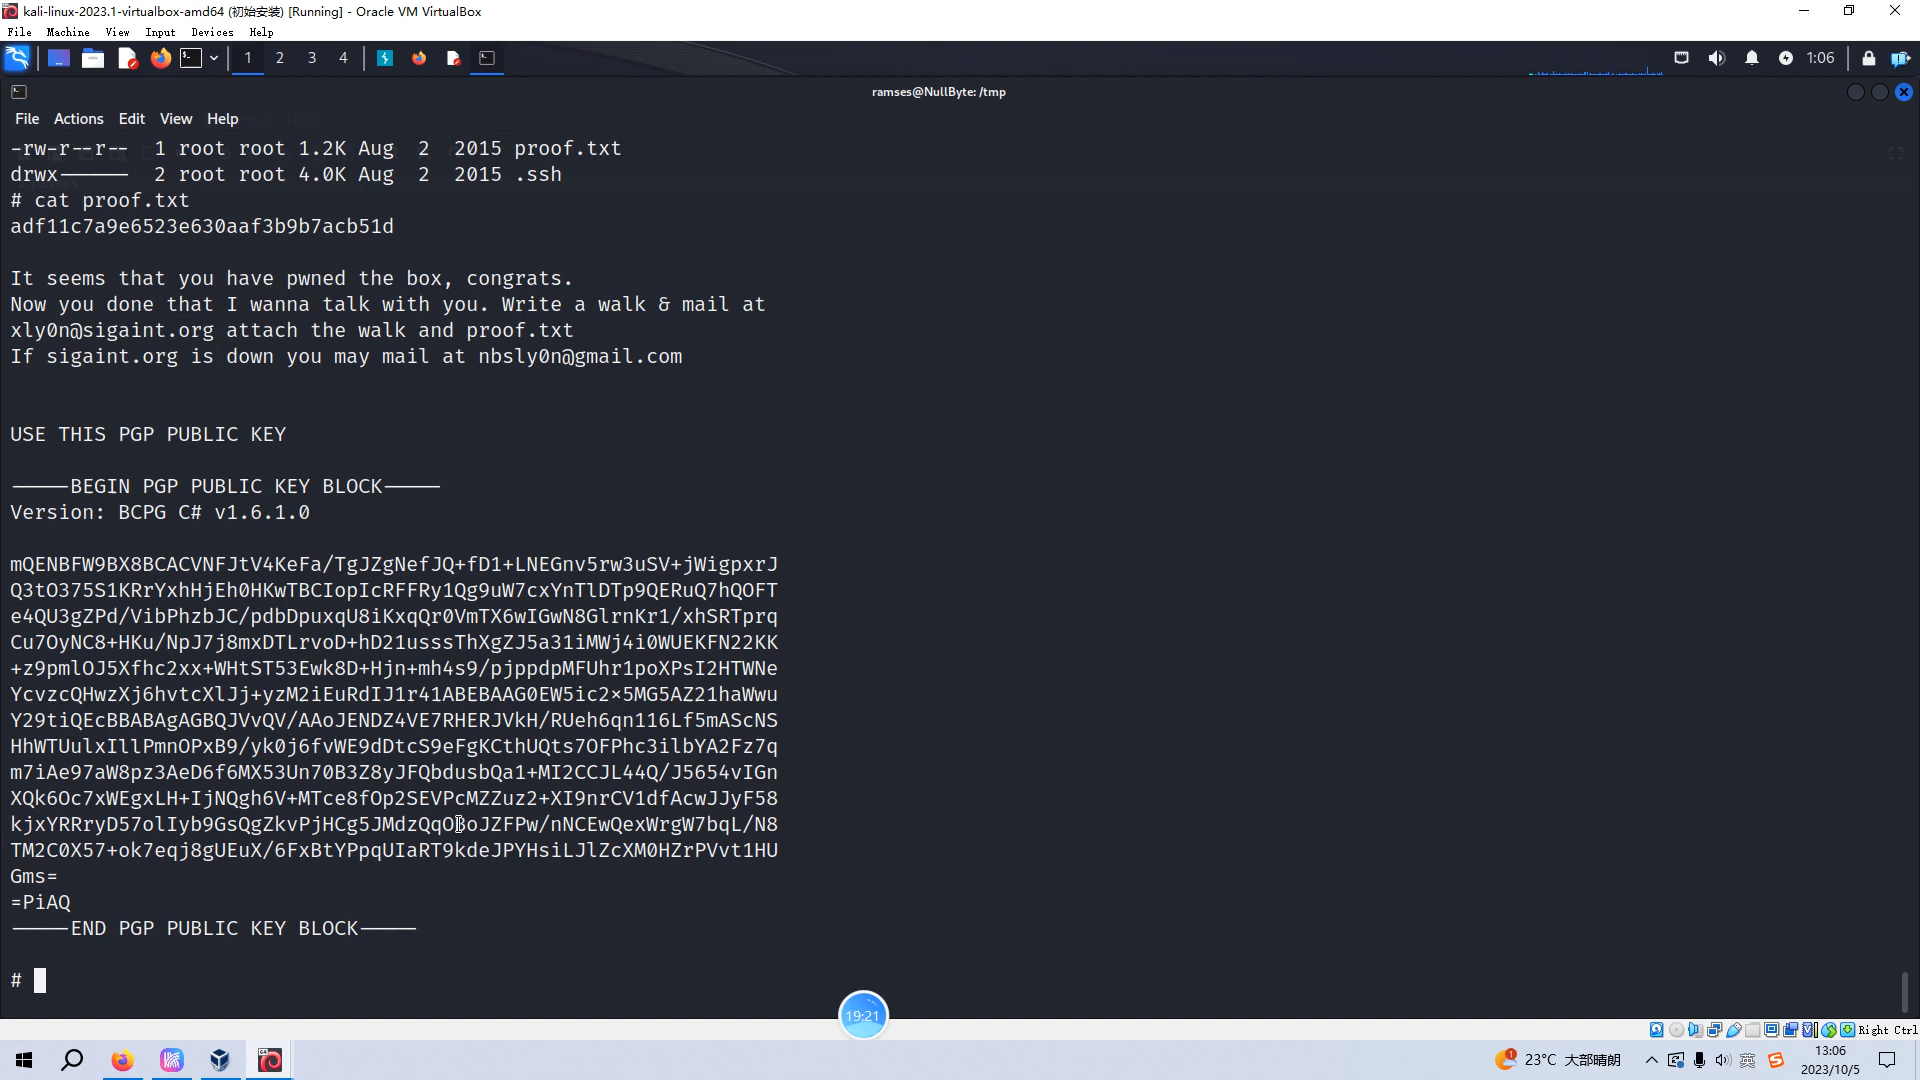 kali-linux-2023.1-virtualbox-amd64 (初始安装) [Running] - Oracle VM VirtualBox
File Machine View Input Devices Help
1 2 3 4 1:06
ramses@NullByte: /tmp
File Actions Edit View Help
-rw-r--r-- 1 root root 1.2K Aug 2 2015 proof.txt
drwx------ 2 root root 4.0K Aug 2 2015 .ssh
# cat proof.txt
adf11c7a9e6523e630aaf3b9b7acb51d
It seems that you have pwned the box, congrats.
Now you done that I wanna talk with you. Write a walk & mail at
xly0n@sigaint.org attach the walk and proof.txt
If sigaint.org is down you may mail at nbsly0n@gmail.com
USE THIS PGP PUBLIC KEY
-----BEGIN PGP PUBLIC KEY BLOCK-----
Version: BCPG C# v1.6.1.0
mQENBFW9BX8BCACVNFJtV4KeFa/TgJZgNefJQ+fD1+LNEGnv5rw3uSV+jWigpxrJ
Q3tO375S1KRrYxhHjEh0HKwTBCIopIcRFFRy1Qg9uW7cxYnTlDTp9QERuQ7hQOFT
e4QU3gZPd/VibPhzbJC/pdbDpuxqU8iKxqQr0VmTX6wIGwN8GlrnKr1/xhSRTprq
Cu7OyNC8+HKu/NpJ7j8mxDTLrvoD+hD21usssThXgZJ5a31iMWj4i0WUEKFN22KK
+z9pmlOJ5Xfhc2xx+WHtST53Ewk8D+Hjn+mh4s9/pjppdpMFUhr1poXPsI2HTWNe
YcvzcQHwzXj6hvtcXlJj+yzM2iEuRdIJ1r41ABEBAAG0EW5ic2x5MG5AZ21haWwu
Y29tiQEcBBABAgAGBQJVvQV/AAoJENDZ4VE7RHERJVkH/RUeh6qn116Lf5mAScNS
HhWTUulxIllPmnOPxB9/yk0j6fvWE9dDtcS9eFgKCthUQts7OFPhc3ilbYA2Fz7q
m7iAe97aW8pz3AeD6f6MX53Un70B3Z8yJFQbdusbQa1+MI2CCJL44Q/J5654vIGn
XQk6Oc7xWEgxLH+IjNQgh6V+MTce8fOp2SEVPcMZZuz2+XI9nrCV1dfAcwJJyF58
kjxYRRryD57olIyb9GsQgZkvPjHCg5JMdzQqOBoJZFPw/nNCEwQexWrgW7bqL/N8
TM2C0X57+ok7eqj8gUEuX/6FxBtYPpqUIaRT9kdeJPYHsiLJlZcXM0HZrPVvt1HU
Gms=
=PiAQ
-----END PGP PUBLIC KEY BLOCK-----
#
19:21
Right Ctrl
23°C 大部晴朗 英 13:06
2023/10/5